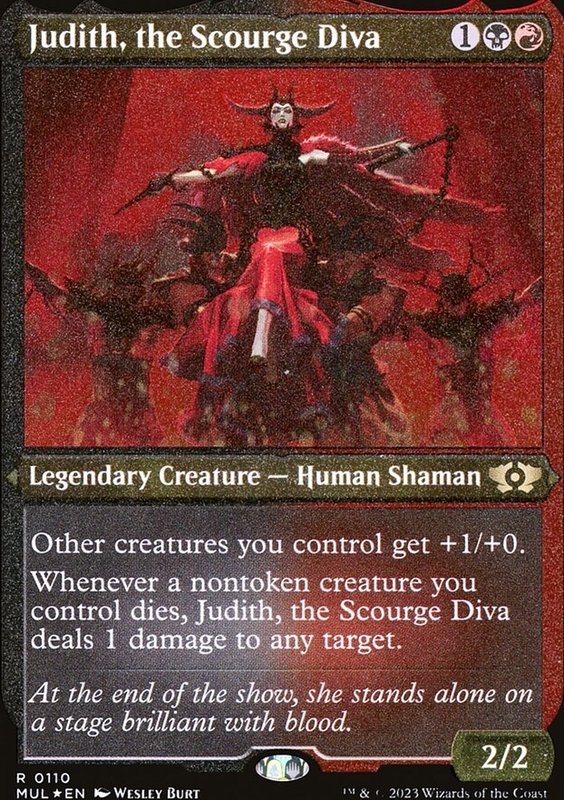 Judith, the Scourge Diva 1
Legendary Creature — Human Shaman
Other creatures you control get +1/+0.
Whenever a nontoken creature you
control dies, Judith, the Scourge Diva
deals 1 damage to any target.
At the end of the show, she stands alone on
a stage brilliant with blood.
2/2
R 0110
MUL★EN Wesley Burt
™ & © 2023 Wizards of the Coast